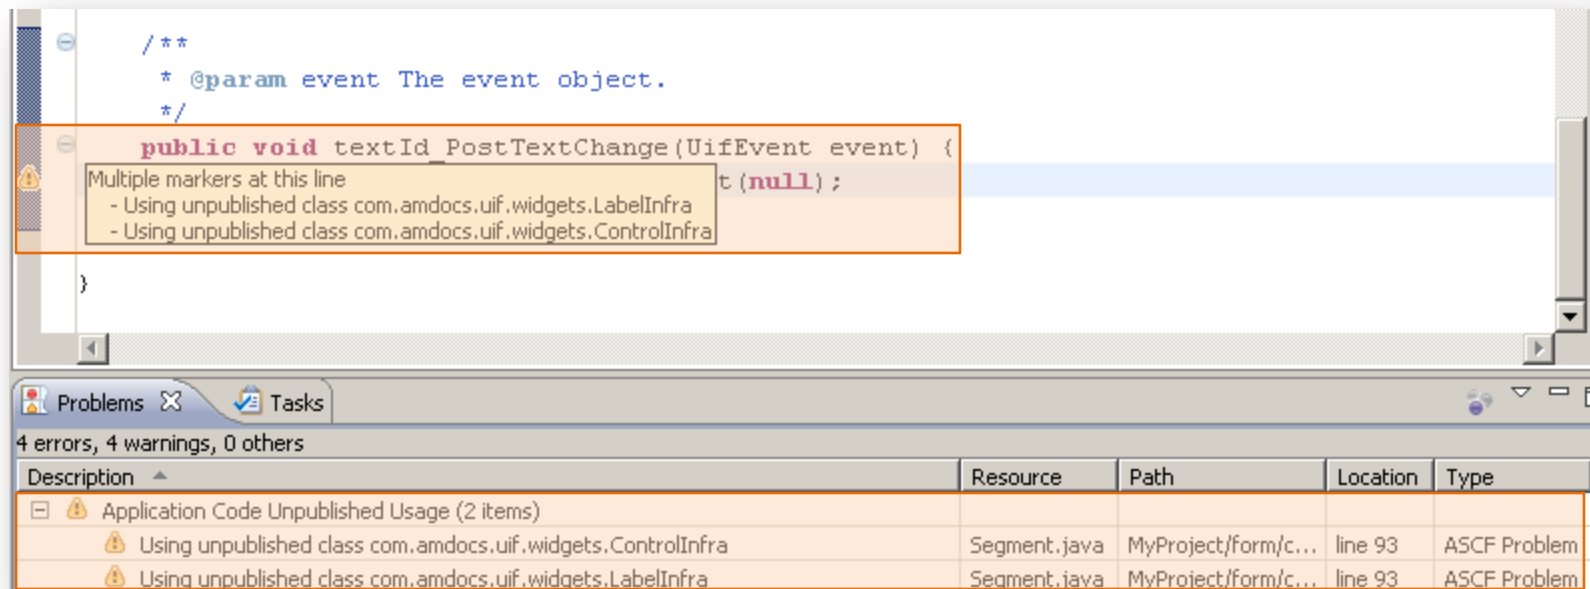 /**
* @param event The event object.
*/
public void textId_PostTextChange(UifEvent event) {
Multiple markers at this line
t(null);
- Using unpublished class com.amdocs.uif.widgets.LabelInfra
- Using unpublished class com.amdocs.uif.widgets.ControlInfra
}
Problems Tasks
4 errors, 4 warnings, 0 others
Description Resource Path Location Type
Application Code Unpublished Usage (2 items)
Using unpublished class com.amdocs.uif.widgets.ControlInfra Segment.java MyProject/form/c... line 93 ASCF Problem
Using unpublished class com.amdocs.uif.widgets.LabelInfra Segment.java MyProject/form/c... line 93 ASCF Problem